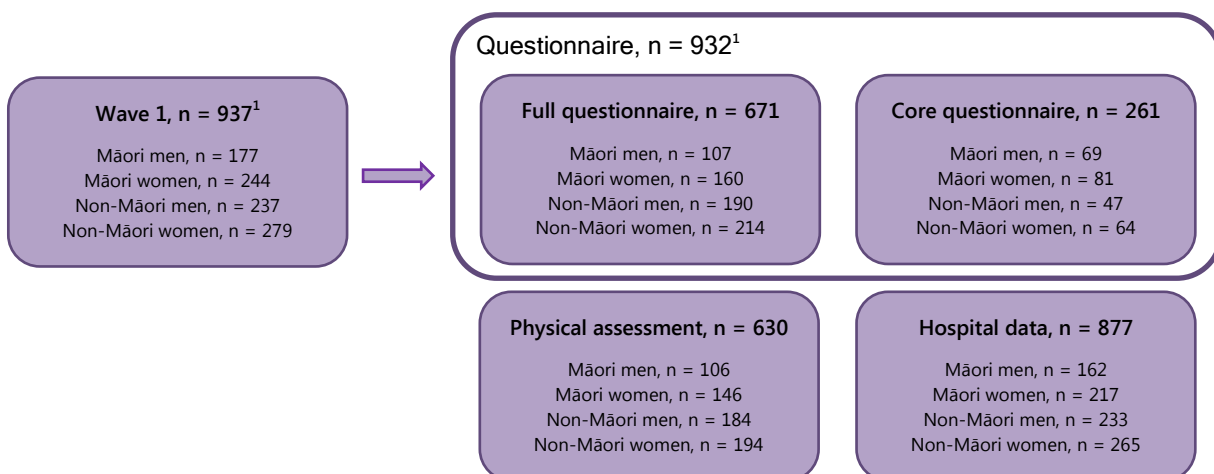 Questionnaire, n = 932¹
Wave 1, n = 937¹
Māori men, n = 177
Māori women, n = 244
Non-Māori men, n = 237
Non-Māori women, n = 279
Full questionnaire, n = 671
Māori men, n = 107
Māori women, n = 160
Non-Māori men, n = 190
Non-Māori women, n = 214
Core questionnaire, n = 261
Māori men, n = 69
Māori women, n = 81
Non-Māori men, n = 47
Non-Māori women, n = 64
Physical assessment, n = 630
Māori men, n = 106
Māori women, n = 146
Non-Māori men, n = 184
Non-Māori women, n = 194
Hospital data, n = 877
Māori men, n = 162
Māori women, n = 217
Non-Māori men, n = 233
Non-Māori women, n = 265